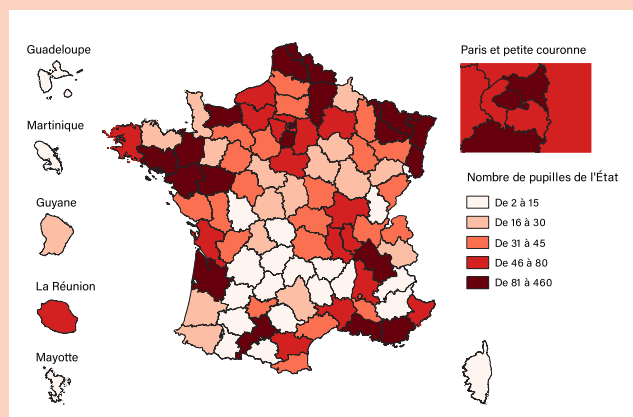 Guadeloupe
Martinique
Guyane
La Réunion
Mayotte
Paris et petite couronne
Nombre de pupilles de l'État
De 2 à 15
De 16 à 30
De 31 à 45
De 46 à 80
De 81 à 460